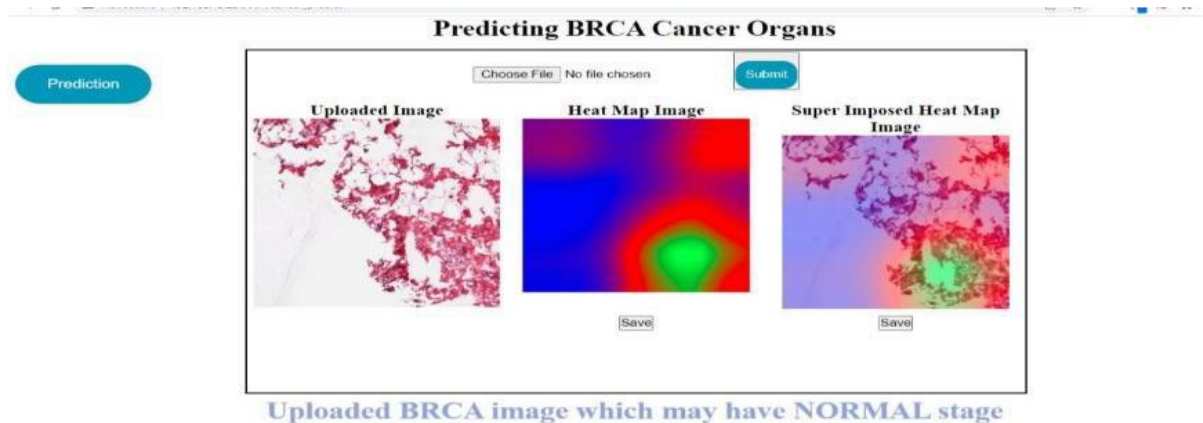 Predicting BRCA Cancer Organs
Prediction
Choose File No file chosen
Submit
Uploaded Image
Heat Map Image
Super Imposed Heat Map
Image
Save
Save
Uploaded BRCA image which may have NORMAL stage